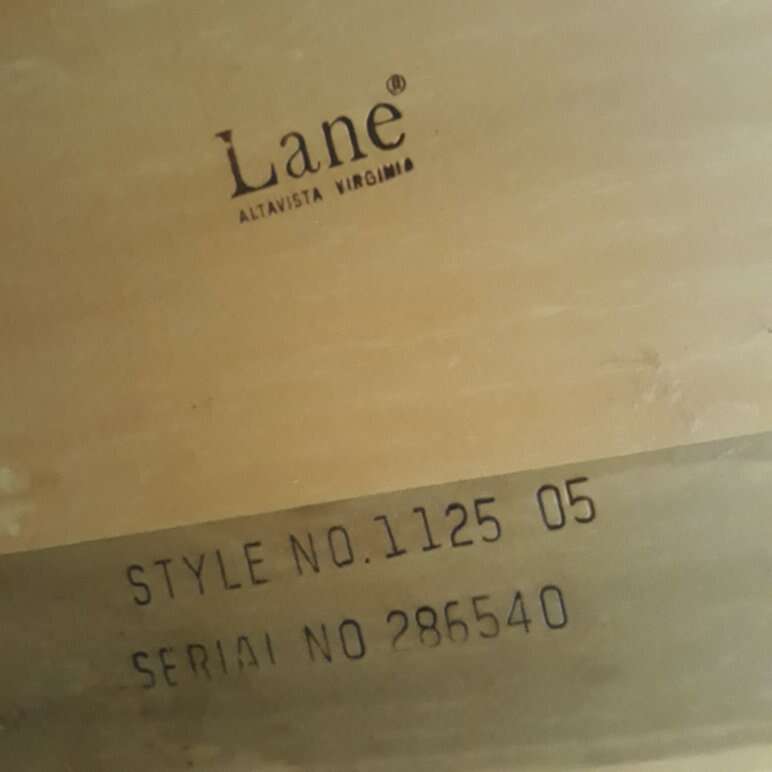 Lane®
ALTAVISTA VIRGINIA
STYLE NO. 1125 05
SERIAL NO 286540